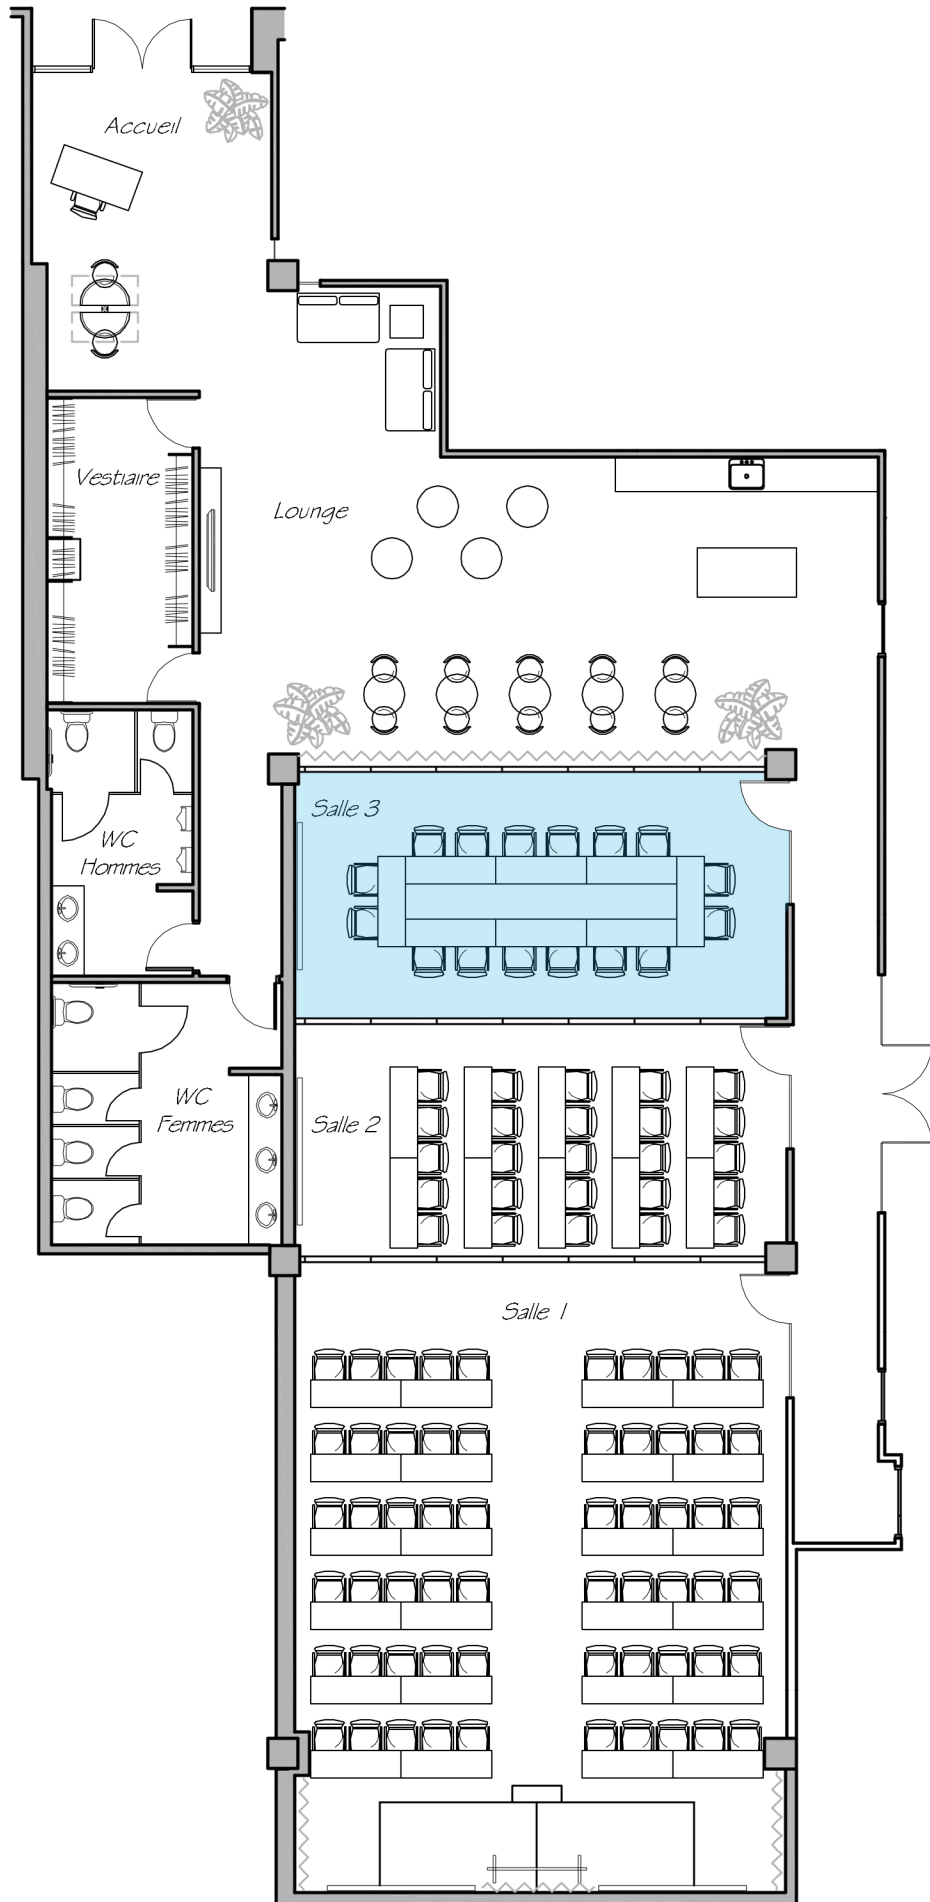 Accueil
Vestiaire
Lounge
Salle 3
WC
Hommes
WC
Femmes
Salle 2
Salle 1